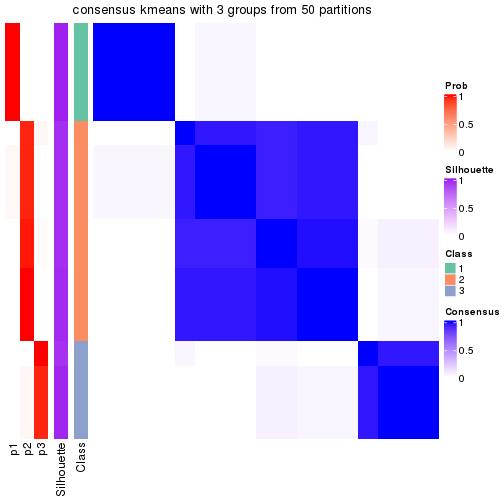 consensus kmeans with 3 groups from 50 partitions
Prob
1
0.5
0
Silhouette
1
0.5
0
Class
1
2
3
Consensus
1
0.5
0
p1
p2
p3
Silhouette
Class